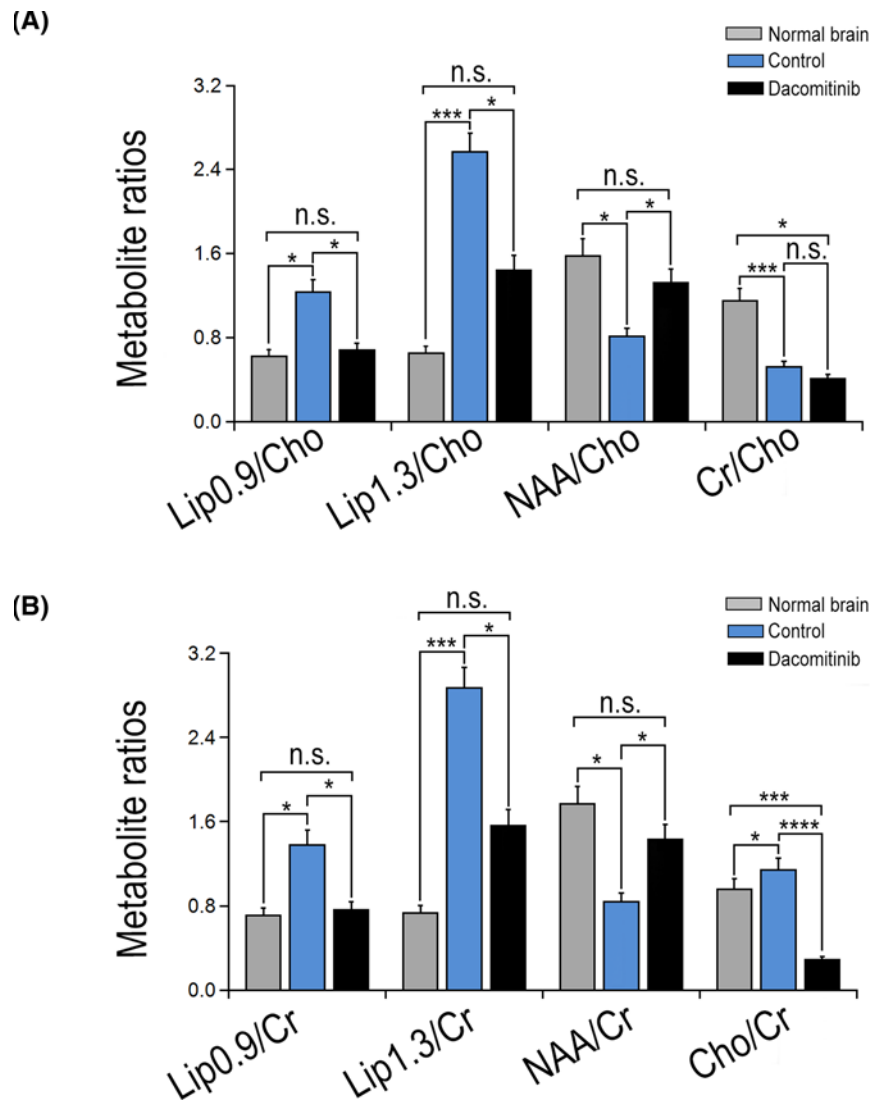 (A)
Normal brain
Control
Dacomitinib
Metabolite ratios
3.2
2.4
1.6
0.8
0.0
n.s.
* *
n.s.
*** *
n.s.
* *
*
*** n.s.
Lip0.9/Cho Lip1.3/Cho NAA/Cho Cr/Cho
(B)
Normal brain
Control
Dacomitinib
Metabolite ratios
3.2
2.4
1.6
0.8
0.0
n.s.
* *
n.s.
*** *
n.s.
* *
***
* ****
Lip0.9/Cr Lip1.3/Cr NAA/Cr Cho/Cr